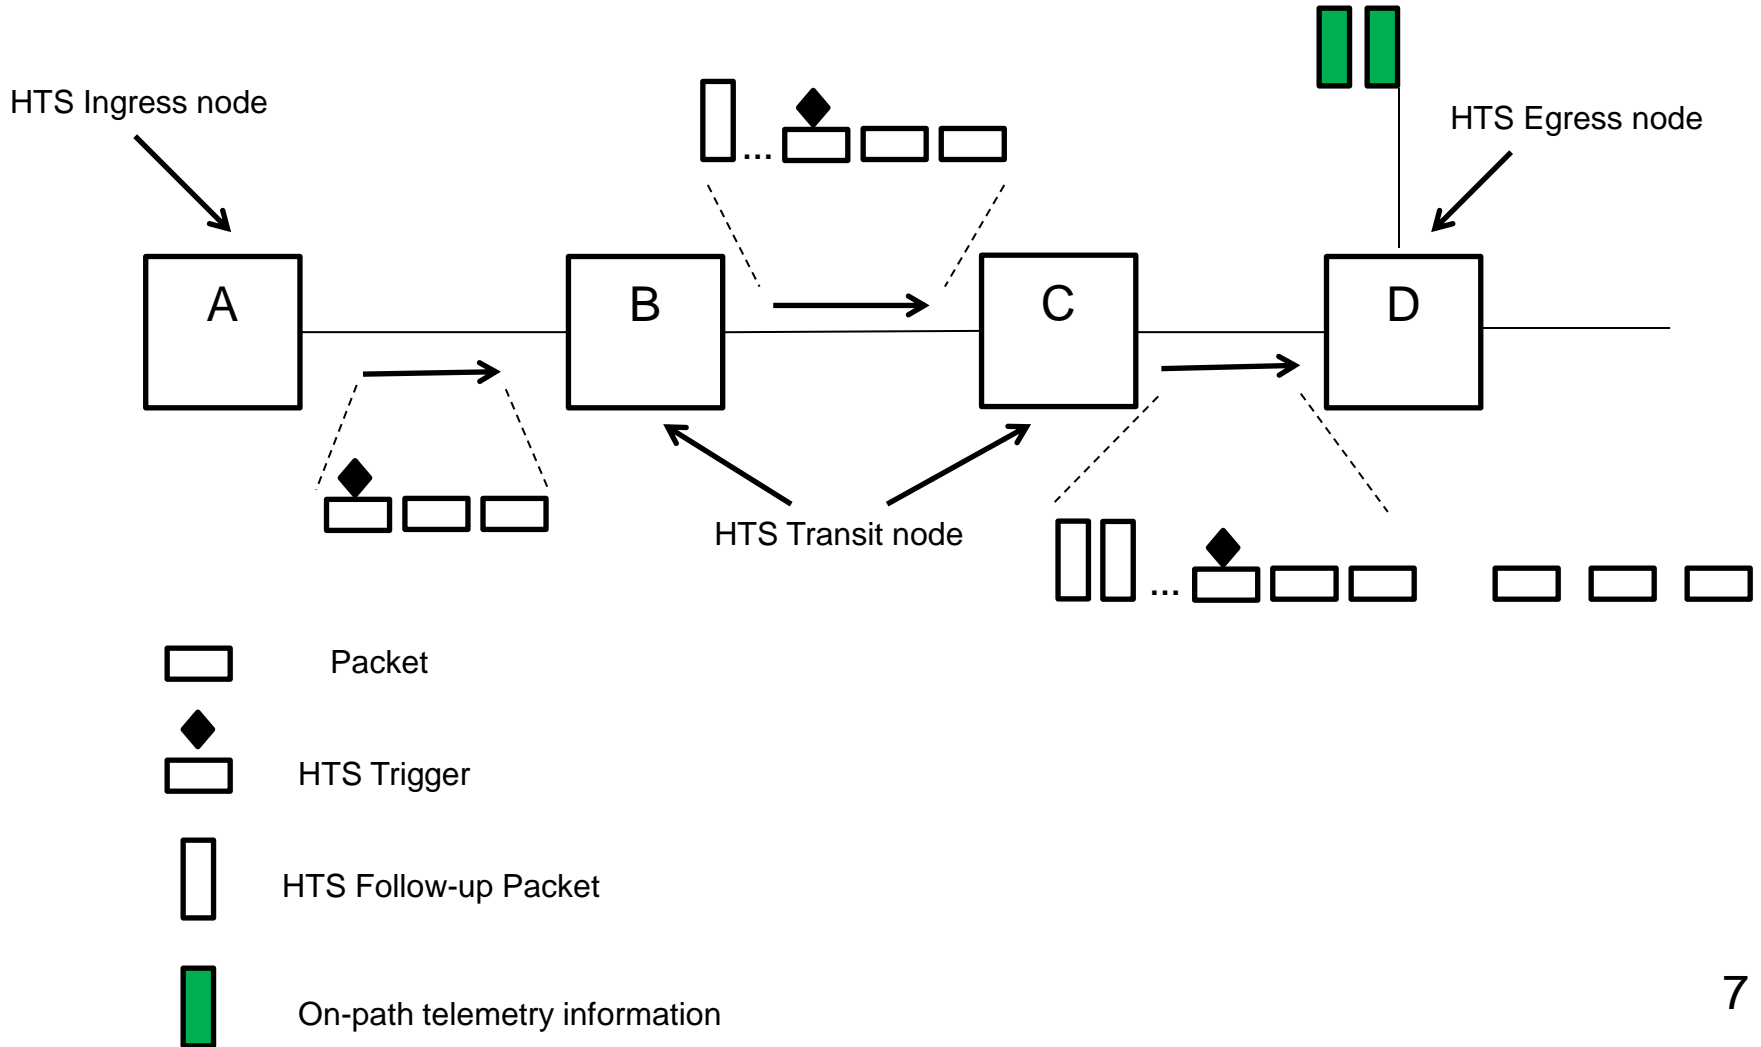 HTS Ingress node
...
HTS Egress node
A
B
C
D
HTS Transit node
...
Packet
HTS Trigger
HTS Follow-up Packet
On-path telemetry information
7